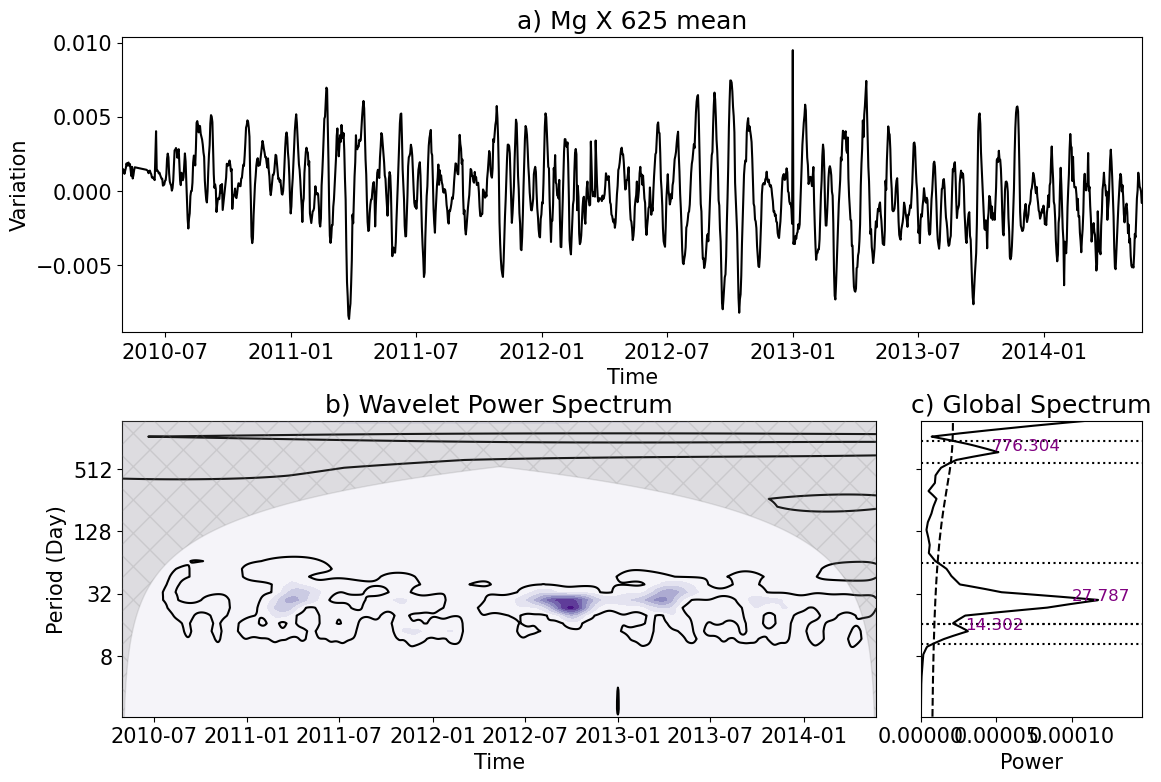 a) Mg X 625 mean
0.010
0.005
0.000
−0.005
Variation
2010-07 2011-01 2011-07 2012-01 2012-07 2013-01 2013-07 2014-01
Time
b) Wavelet Power Spectrum
512
128
32
8
Period (Day)
2010-07 2011-01 2011-07 2012-01 2012-07 2013-01 2013-07 2014-01
Time
c) Global Spectrum
776.304
27.787
14.302
0.00000 0.00005 0.00010
Power